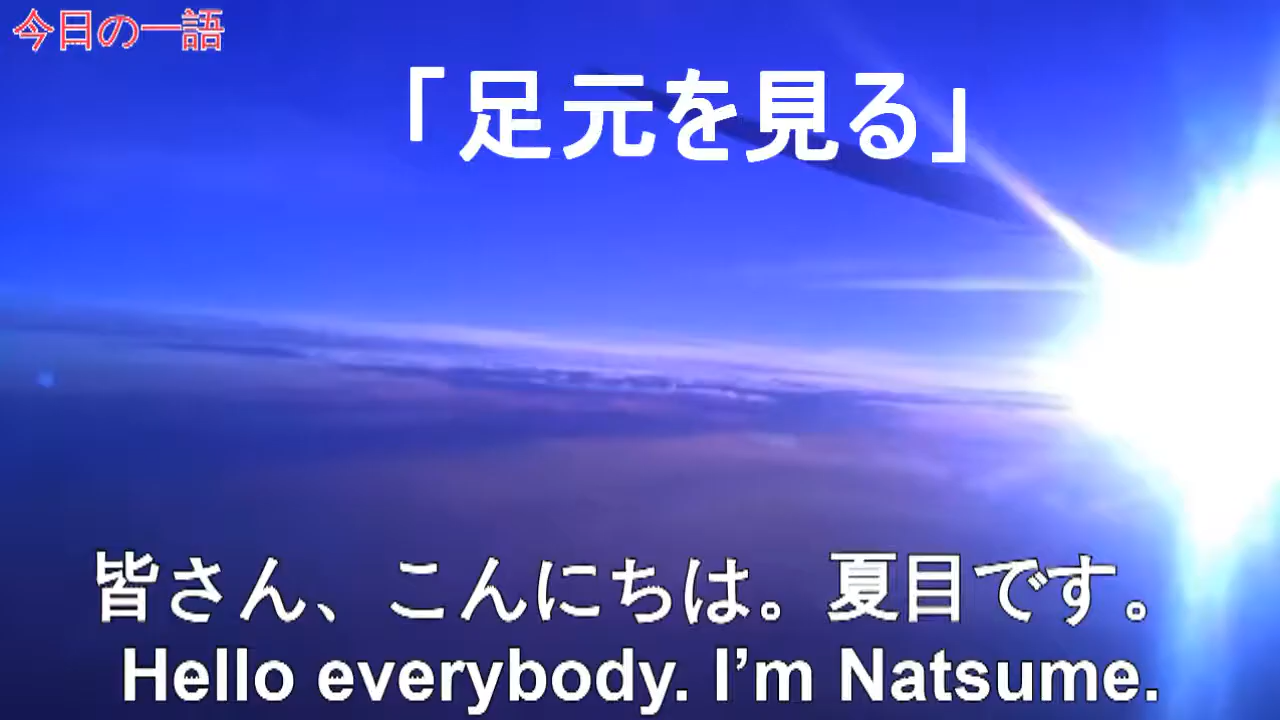 今日の一語
「足元を見る」
皆さん、こんにちは。夏目です。
Hello everybody. I’m Natsume.